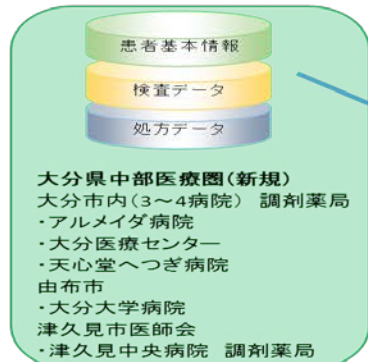 患者基本情報
検査データ
処方データ
大分県中部医療圏(新規)
大分市内(3～4病院) 調剤薬局
・アルメイダ病院
・大分医療センター
・天心堂へつぎ病院
由布市
・大分大学病院
津久見市医師会
・津久見中央病院 調剤薬局